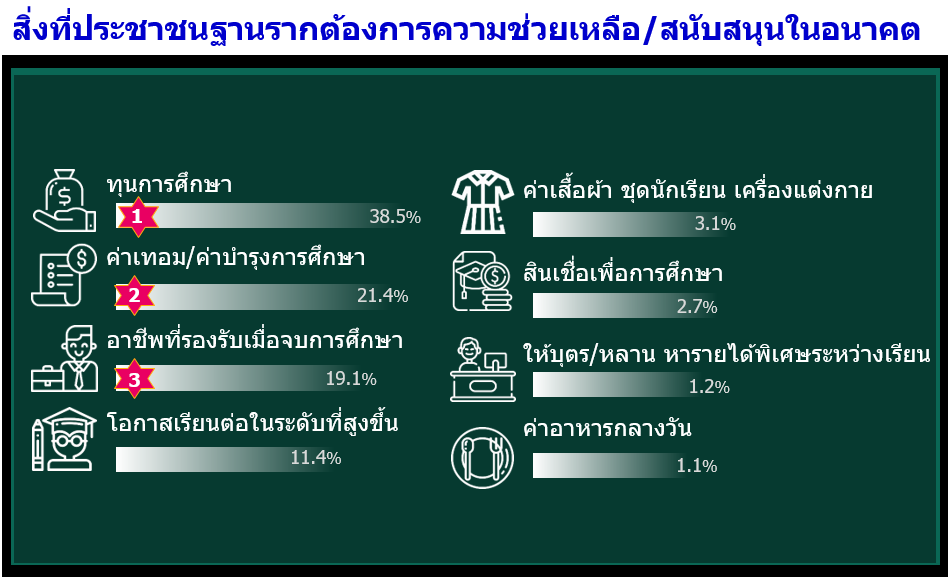 สิ่งที่ประชาชนฐานรากต้องการความช่วยเหลือ/สนับสนุนในอนาคต
$
ทุนการศึกษา
1
38.5%
$
ค่าเทอม/ค่าบำรุงการศึกษา
2
21.4%
อาชีพที่รองรับเมื่อจบการศึกษา
3
19.1%
โอกาสเรียนต่อในระดับที่สูงขึ้น
11.4%
ค่าเสื้อผ้า ชุดนักเรียน เครื่องแต่งกาย
3.1%
$
สินเชื่อเพื่อการศึกษา
2.7%
ให้บุตร/หลาน หารายได้พิเศษระหว่างเรียน
1.2%
ค่าอาหารกลางวัน
1.1%